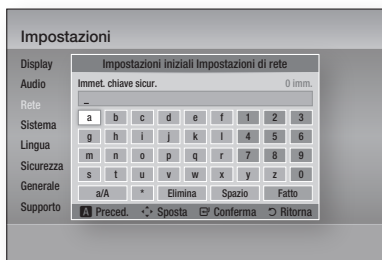 Impostazioni
Display
Audio
Rete
Sistema
Lingua
Sicurezza
Generale
Supporto
Impostazioni iniziali Impostazioni di rete
Immet. chiave sicur. 0 imm.
_
a b c d e f 1 2 3
g h i j k l 4 5 6
m n o p q r 7 8 9
s t u v w x y z 0
a/A * Elimina Spazio Fatto
A Preced. Sposta Conferma Ritorna